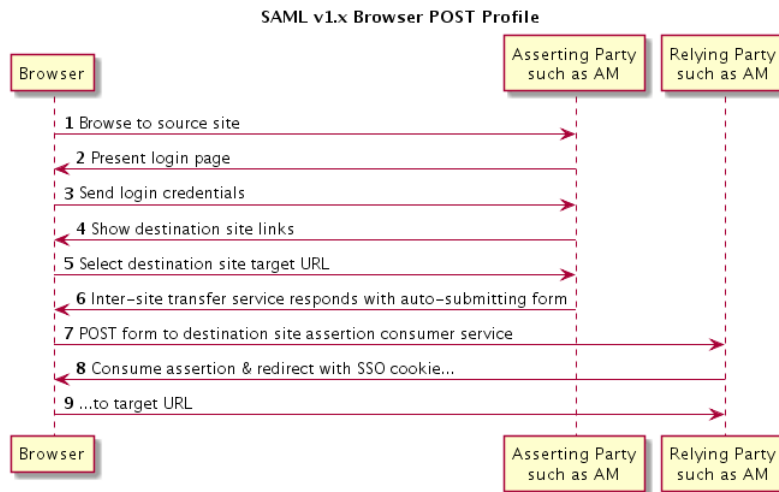 SAML v1.x Browser POST Profile
Browser
Asserting Party
such as AM
Relying Party
such as AM
1 Browse to source site
2 Present login page
3 Send login credentials
4 Show destination site links
5 Select destination site target URL
6 Inter-site transfer service responds with auto-submitting form
7 POST form to destination site assertion consumer service
8 Consume assertion & redirect with SSO cookie...
9 ...to target URL
Browser
Asserting Party
such as AM
Relying Party
such as AM